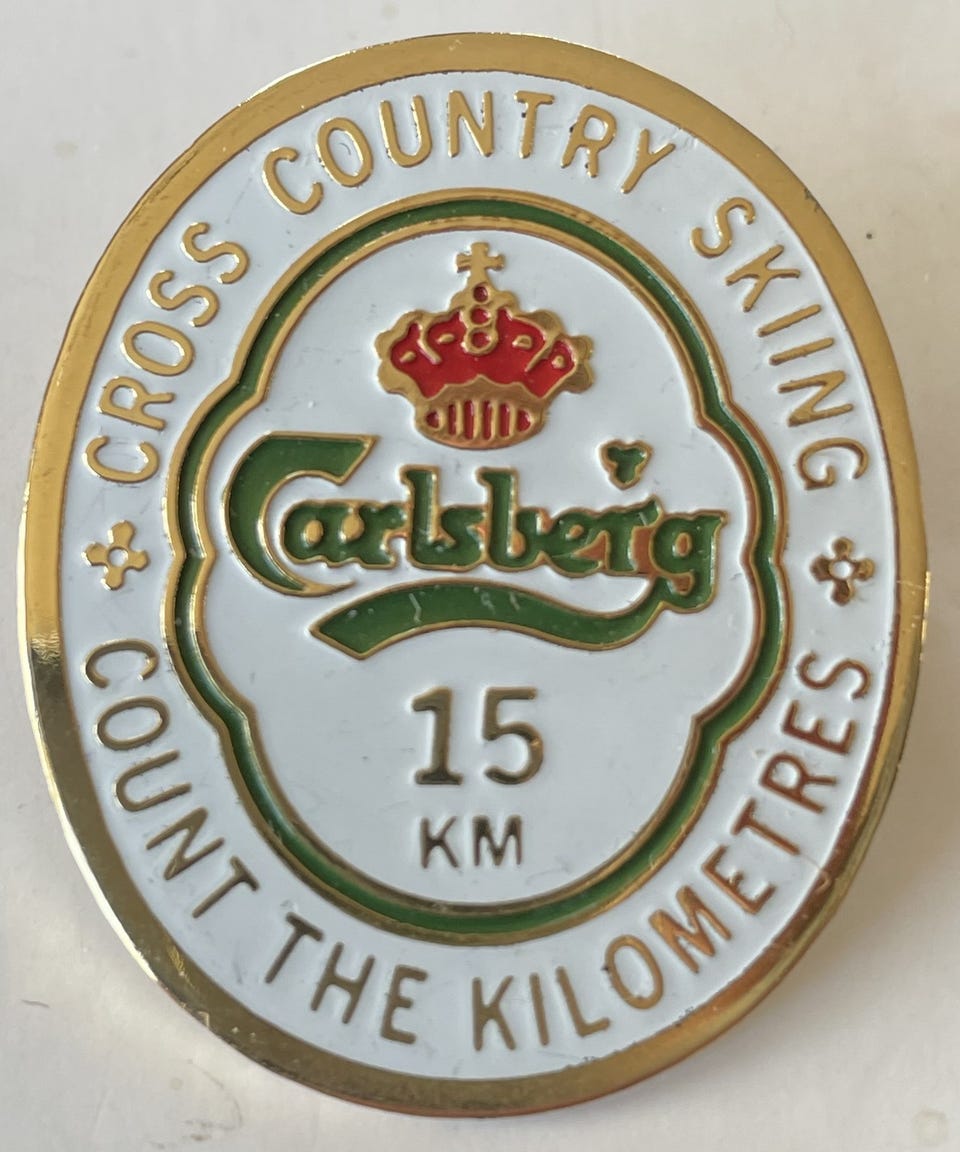 CROSS COUNTRY SKIING
Carlsberg
15
KM
COUNT THE KILOMETRES